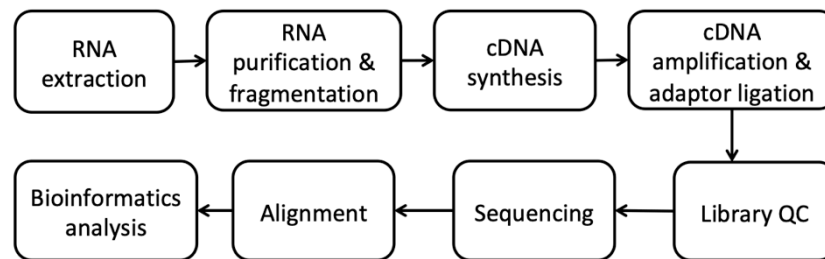 RNA
extraction
RNA
purification &
fragmentation
cDNA
synthesis
cDNA
amplification &
adaptor ligation
Library QC
Sequencing
Alignment
Bioinformatics
analysis